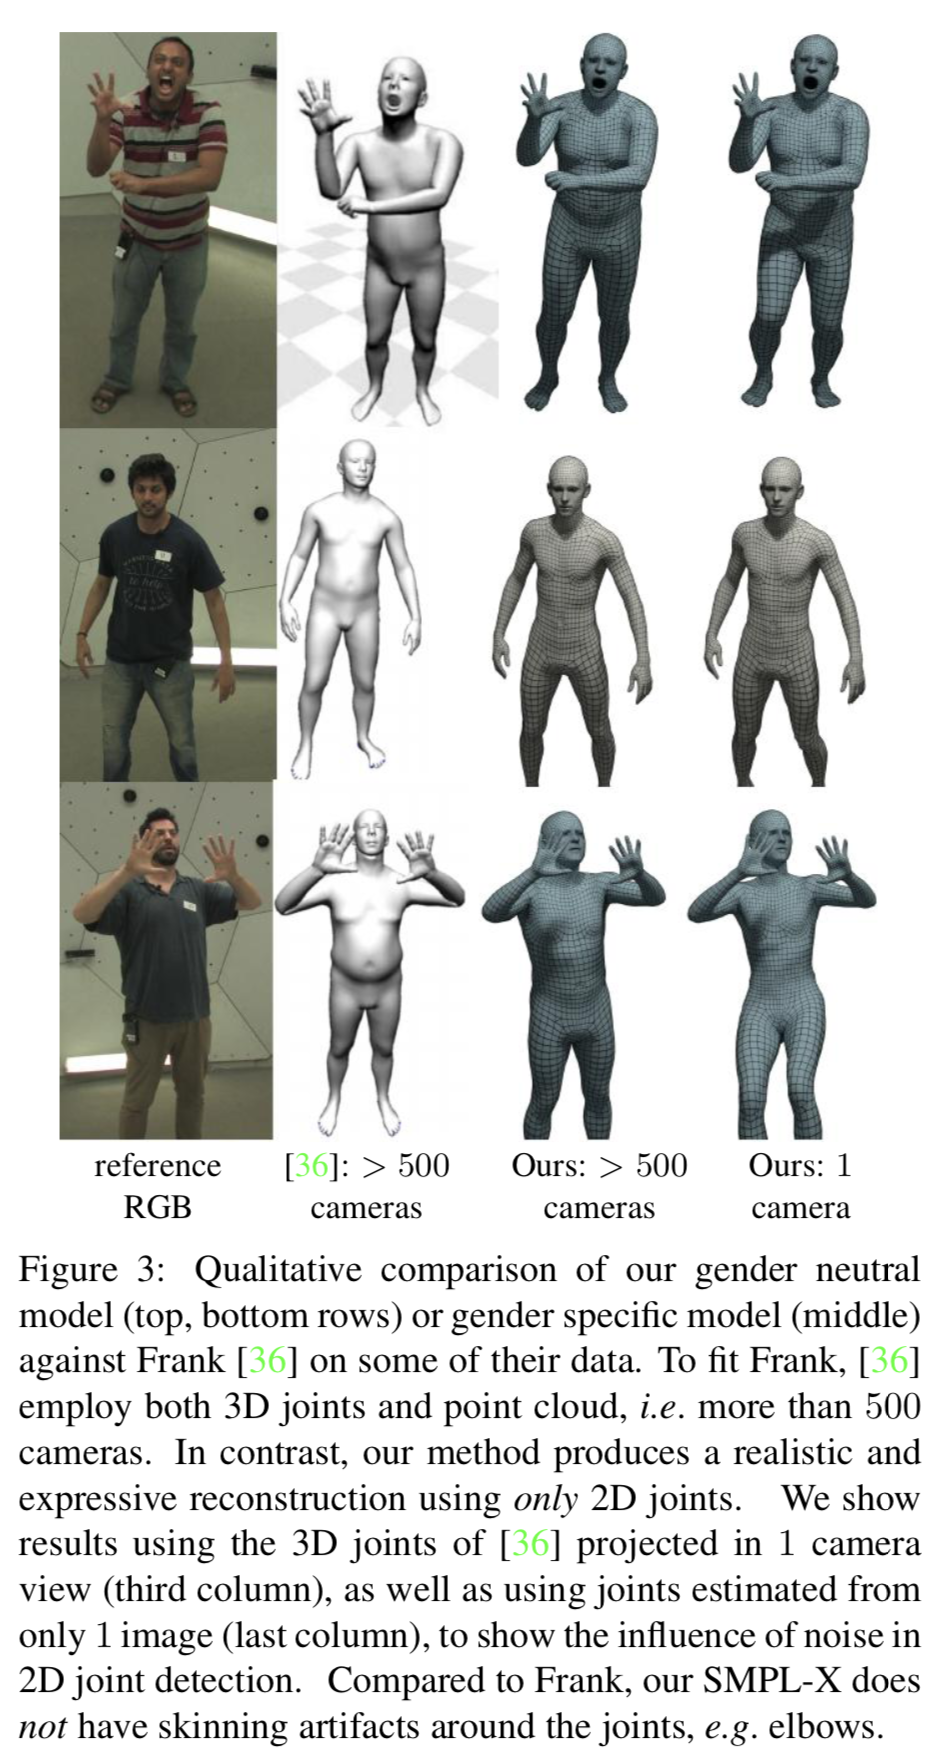 to help
reference
RGB
[36]: > 500
cameras
Ours: > 500
cameras
Ours: 1
camera
Figure 3: Qualitative comparison of our gender neutral
model (top, bottom rows) or gender specific model (middle)
against Frank [36] on some of their data. To fit Frank, [36]
employ both 3D joints and point cloud, i.e. more than 500
cameras. In contrast, our method produces a realistic and
expressive reconstruction using only 2D joints. We show
results using the 3D joints of [36] projected in 1 camera
view (third column), as well as using joints estimated from
only 1 image (last column), to show the influence of noise in
2D joint detection. Compared to Frank, our SMPL-X does
not have skinning artifacts around the joints, e.g. elbows.